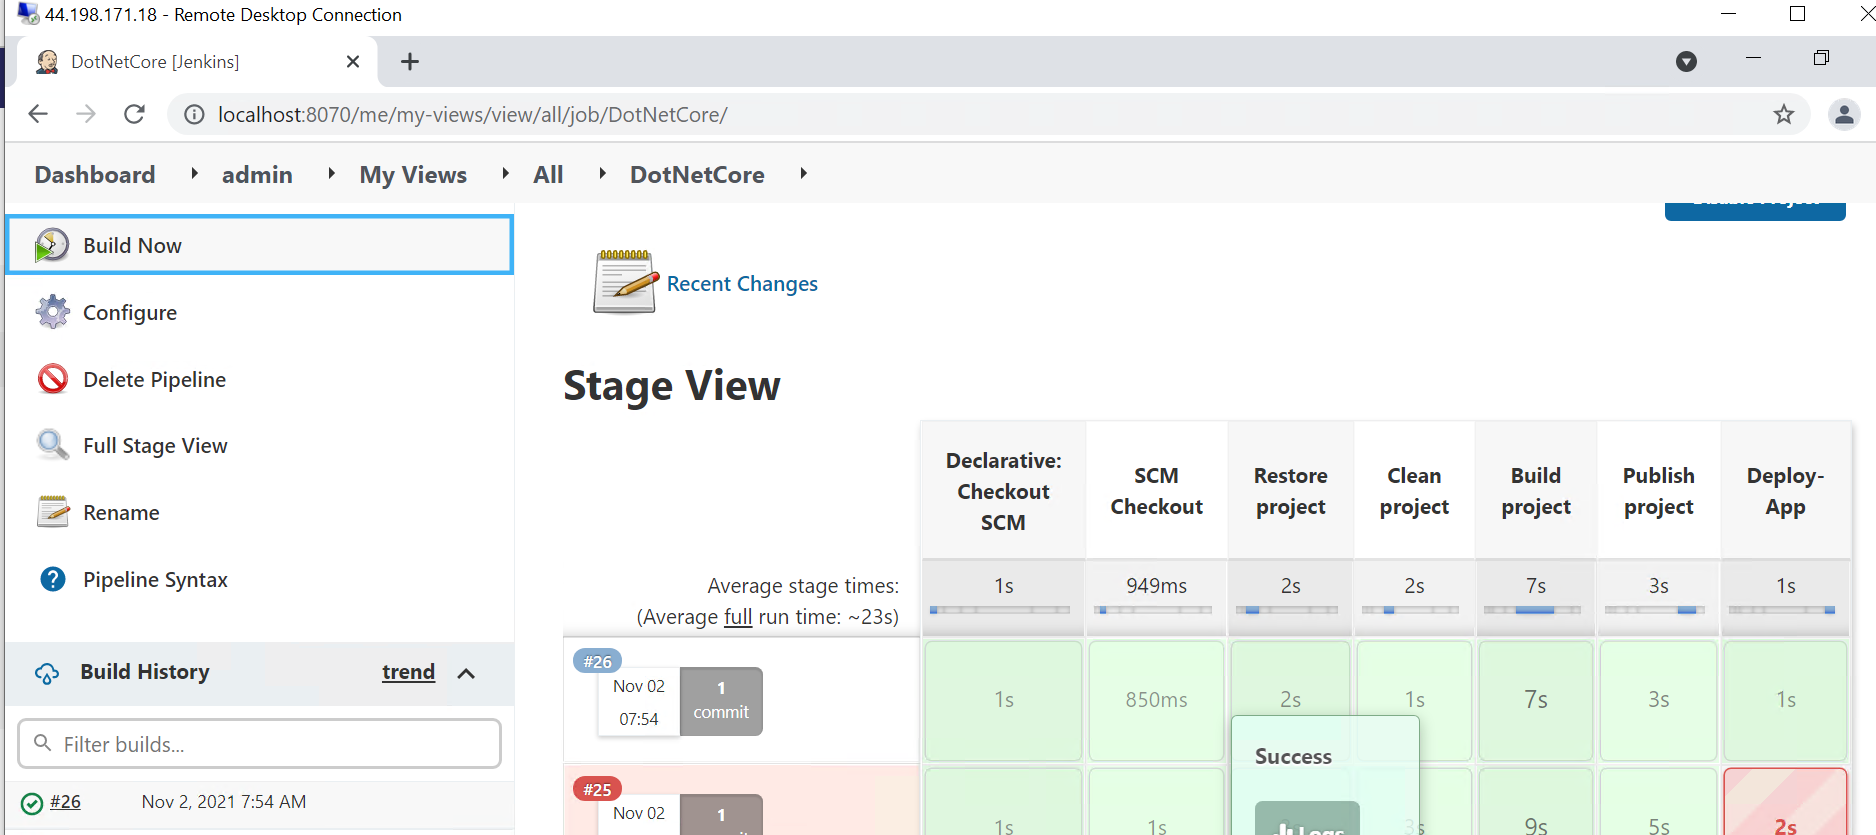 44.198.171.18 - Remote Desktop Connection
DotNetCore [Jenkins]
localhost:8070/me/my-views/view/all/job/DotNetCore/
Dashboard admin My Views All DotNetCore
Build Now
Configure
Delete Pipeline
Full Stage View
Rename
Pipeline Syntax
Build History trend
Filter builds...
#26 Nov 2, 2021 7:54 AM
Recent Changes
Stage View
Declarative: Checkout SCM
SCM Checkout
Restore project
Clean project
Build project
Publish project
Deploy-App
Average stage times:
(Average full run time: ~23s)
1s 949ms 2s 2s 7s 3s 1s
#26
Nov 02
07:54
1
commit
1s 850ms 2s 1s 7s 3s 1s
Success
Logs
#25
Nov 02
1
1s 1s 3s 9s 5s 2s